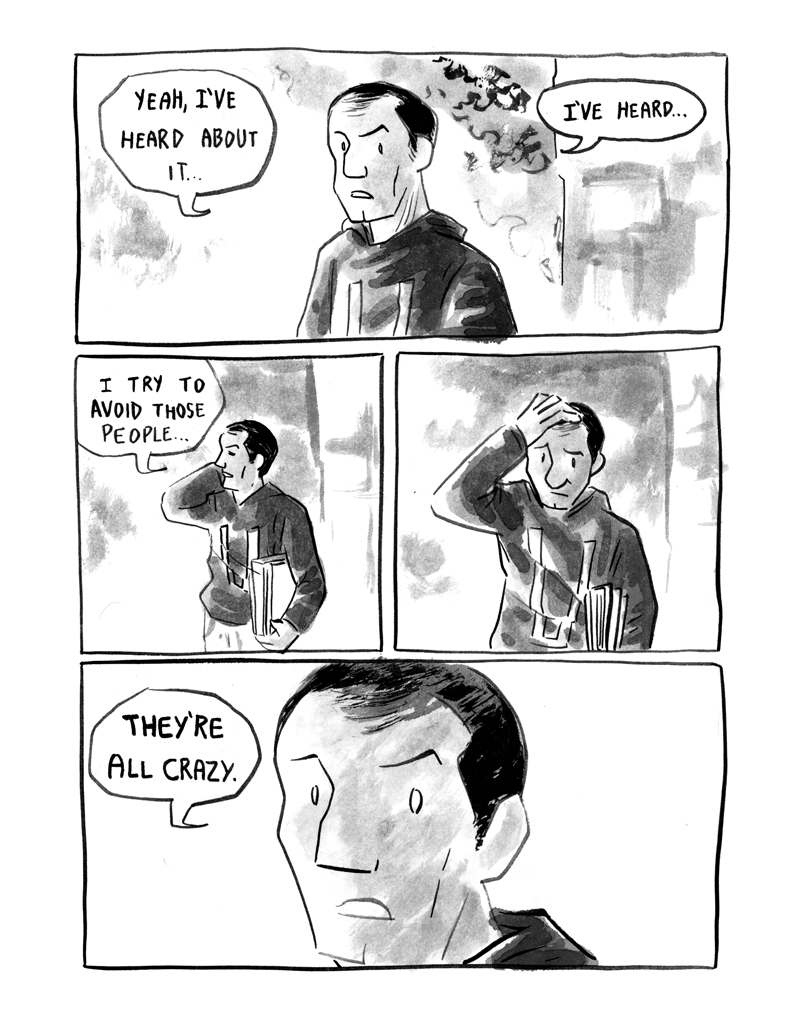 YEAH, I'VE
HEARD ABOUT
IT...
I'VE HEARD...
I TRY TO
AVOID THOSE
PEOPLE...
THEY'RE
ALL CRAZY.